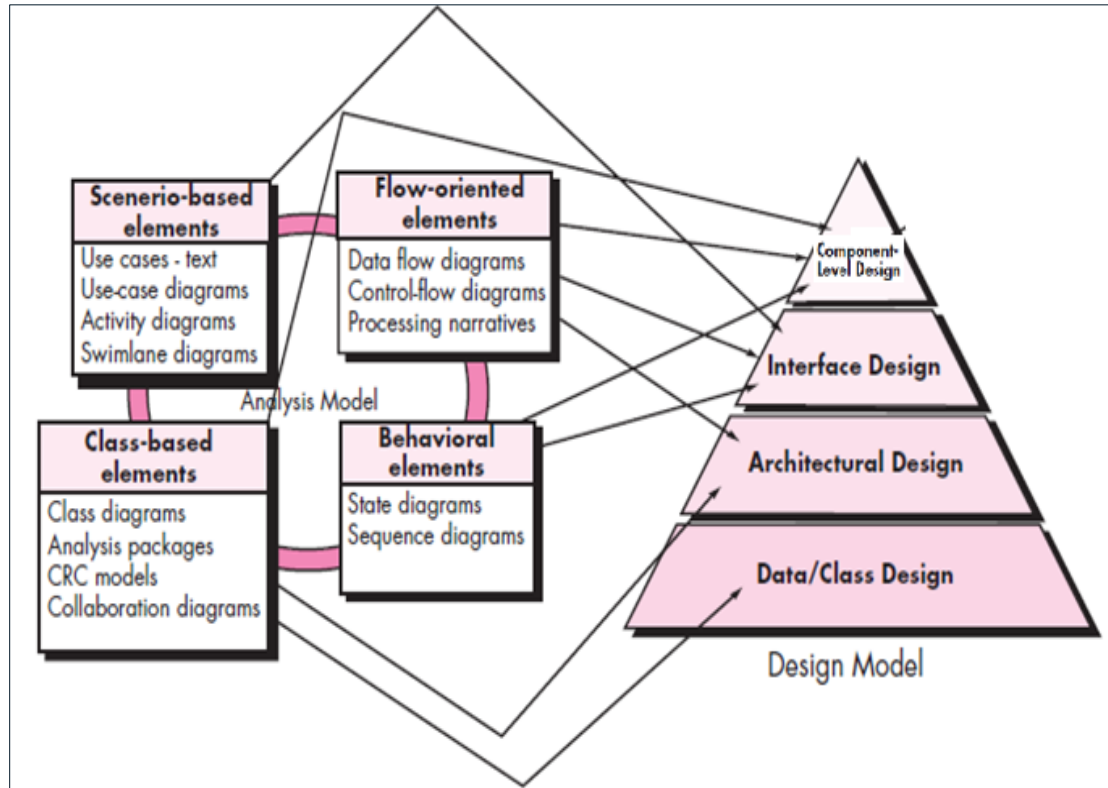 Scenerio-based
elements
Use cases - text
Use-case diagrams
Activity diagrams
Swimlane diagrams
Flow-oriented
elements
Data flow diagrams
Control-flow diagrams
Processing narratives
Analysis Model
Class-based
elements
Class diagrams
Analysis packages
CRC models
Collaboration diagrams
Behavioral
elements
State diagrams
Sequence diagrams
Component-
Level Design
Interface Design
Architectural Design
Data/Class Design
Design Model